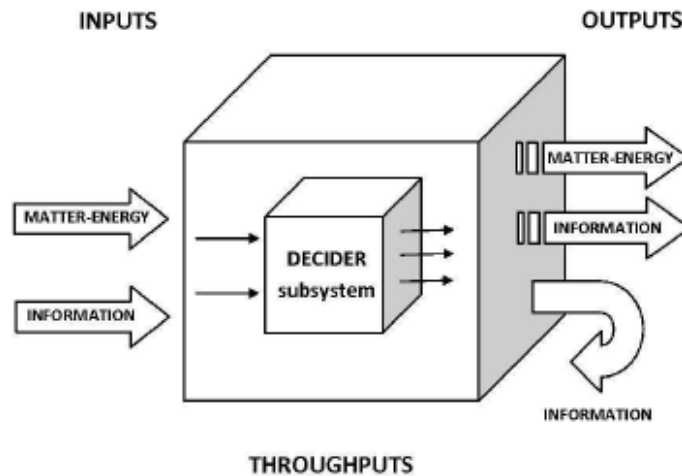 INPUTS
OUTPUTS
MATTER-ENERGY
INFORMATION
DECIDER
subsystem
MATTER-ENERGY
INFORMATION
INFORMATION
THROUGHPUTS